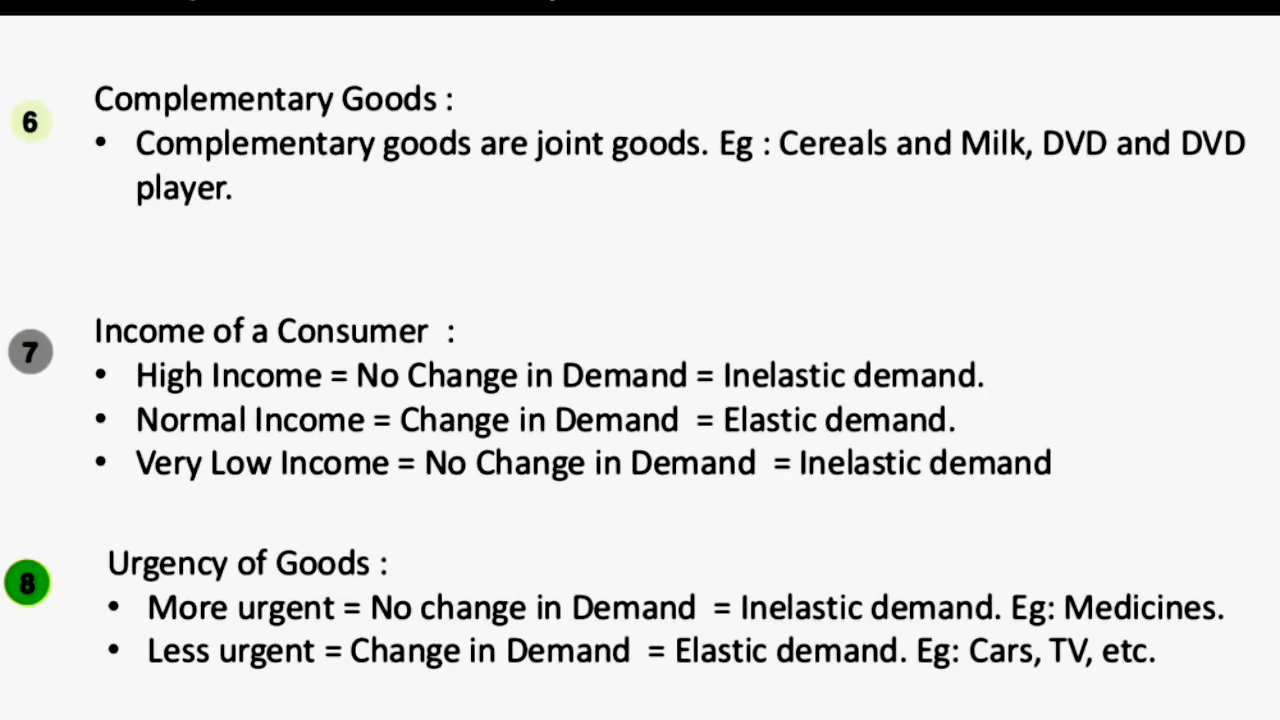 6
Complementary Goods :
• Complementary goods are joint goods. Eg : Cereals and Milk, DVD and DVD
player.
7
Income of a Consumer :
• High Income = No Change in Demand = Inelastic demand.
• Normal Income = Change in Demand = Elastic demand.
• Very Low Income = No Change in Demand = Inelastic demand
8
Urgency of Goods :
• More urgent = No change in Demand = Inelastic demand. Eg: Medicines.
• Less urgent = Change in Demand = Elastic demand. Eg: Cars, TV, etc.